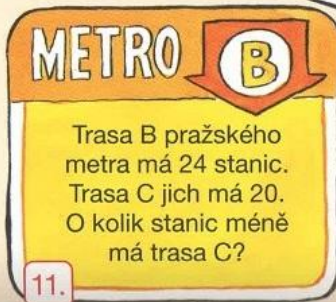 METRO B
Trasa B pražského
metra má 24 stanic.
Trasa C jich má 20.
O kolik stanic méně
má trasa C?
11.